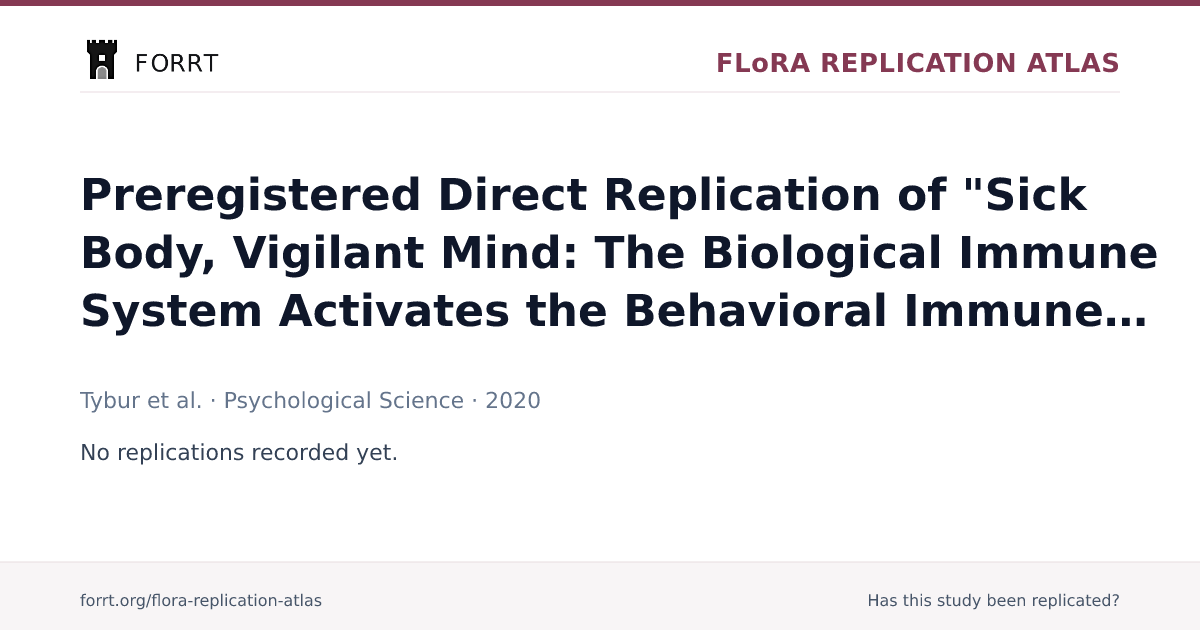 FORRT
FLoRA REPLICATION ATLAS
Preregistered Direct Replication of "Sick
Body, Vigilant Mind: The Biological Immune
System Activates the Behavioral Immune…
Tybur et al. · Psychological Science · 2020
No replications recorded yet.
forrt.org/flora-replication-atlas
Has this study been replicated?